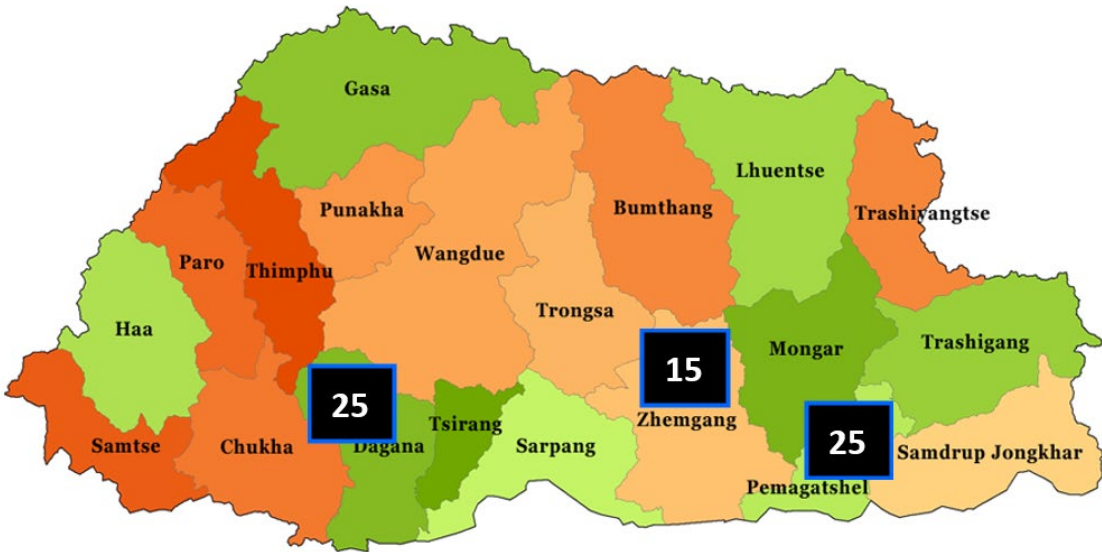 Gasa
Lhuentse
Punakha
Bumthang
Trashiyangtse
Wangdue
Paro
Thimphu
Trongsa
Haa
Mongar
Trashigang
15
25
Zhemgang
Tsirang
Dagana
Samtse
Chukha
Sarpang
25
Samdrup Jongkhar
Pemagatshel